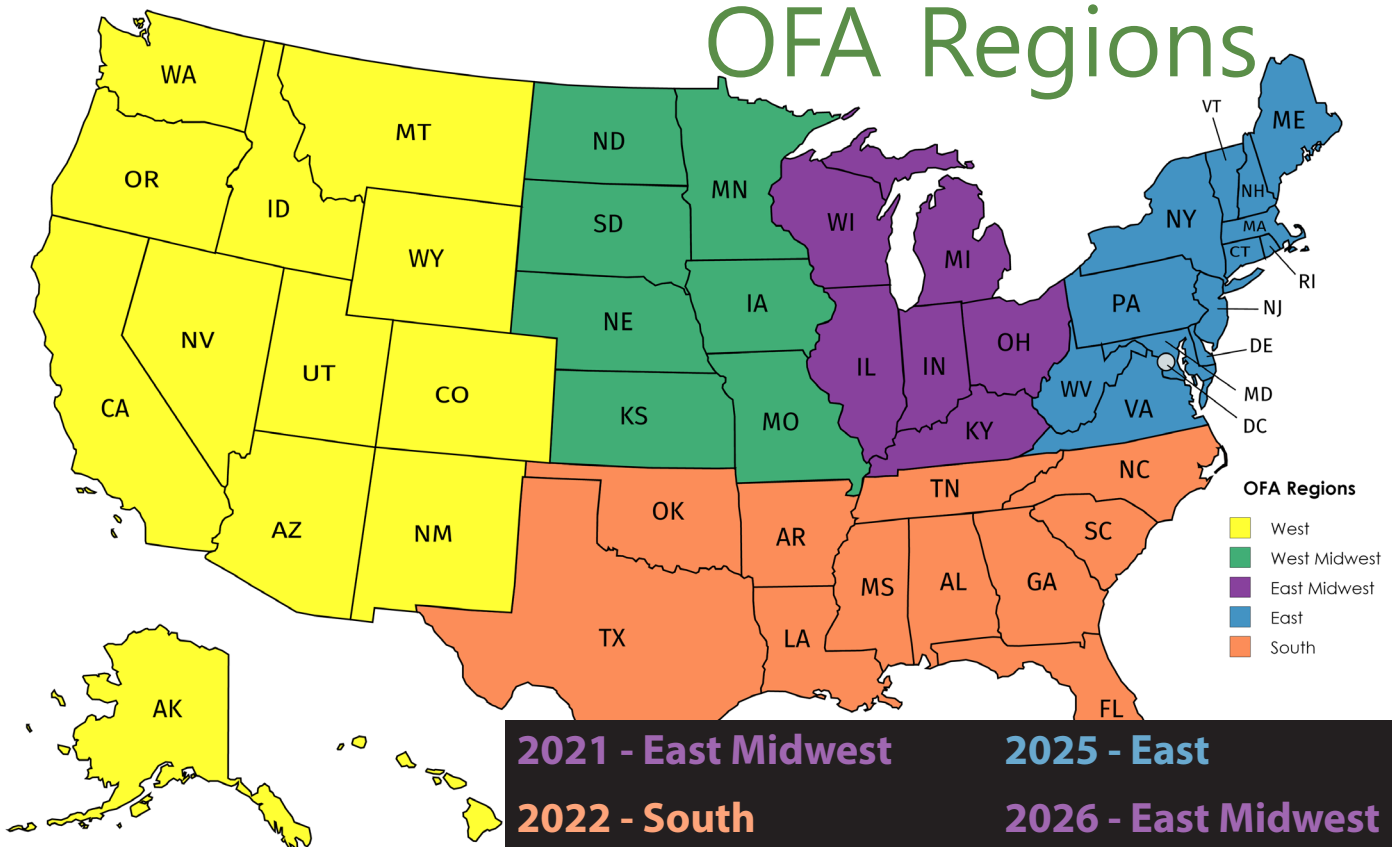 OFA Regions
WA
MT
ND
MN
VT
ME
OR
ID
SD
WI
NY
NH
MA
CT
RI
WY
MI
IA
PA
NJ
NE
NV
OH
DE
UT
IL
IN
CO
WV
MD
CA
KS
MO
KY
VA
DC
NC
TN
OFA Regions
AZ
NM
OK
AR
SC
West
West Midwest
MS
AL
GA
East Midwest
East
TX
LA
South
AK
FL
2021 - East Midwest
2025 - East
2022 - South
2026 - East Midwest